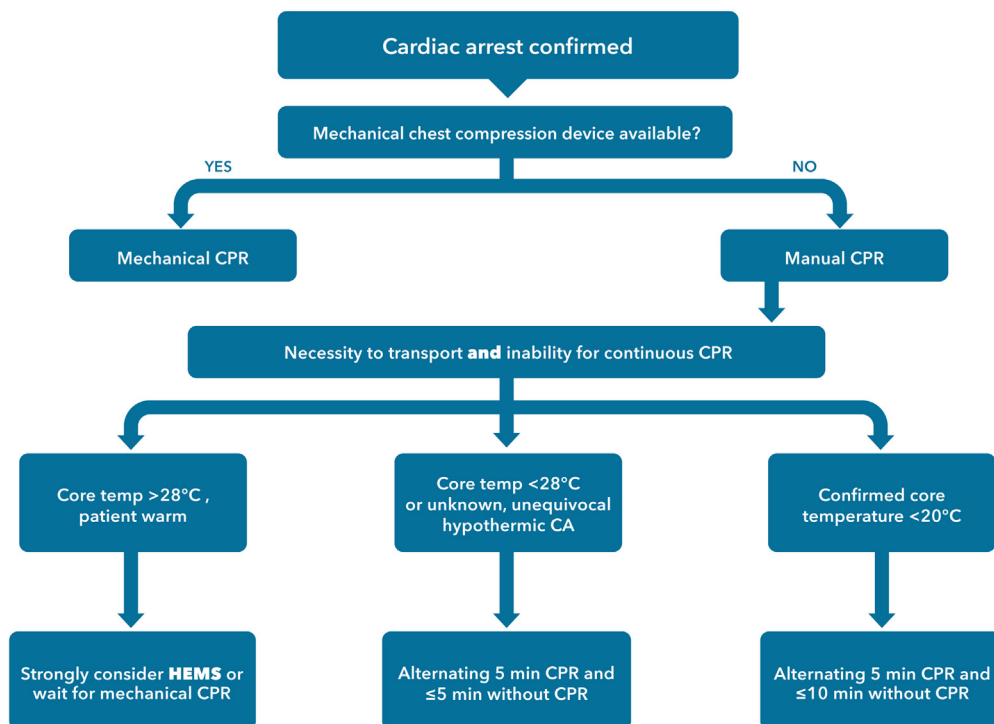 Cardiac arrest confirmed
Mechanical chest compression device available?
YES
NO
Mechanical CPR
Manual CPR
Necessity to transport and inability for continuous CPR
Core temp >28°C ,
patient warm
Core temp <28°C
or unknown, unequivocal
hypothermic CA
Confirmed core
temperature <20°C
Strongly consider HEMS or
wait for mechanical CPR
Alternating 5 min CPR and
≤5 min without CPR
Alternating 5 min CPR and
≤10 min without CPR